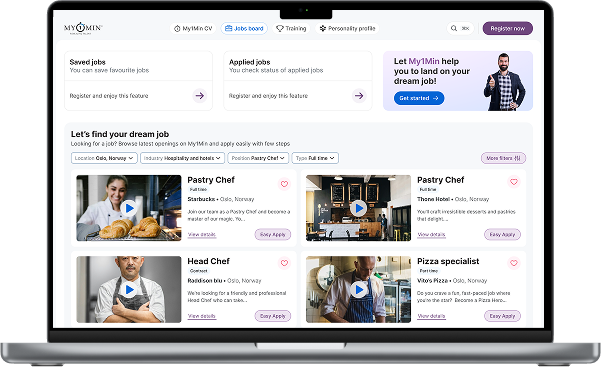 MY1MIN
My1Min CV
Jobs board
Training
Personality profile
⌘K
Register now
Saved jobs
You can save favourite jobs
Register and enjoy this feature
Applied jobs
You check status of applied jobs
Register and enjoy this feature
Let My1Min help
you to land on your
dream job!
Get started
Let's find your dream job
Looking for a job? Browse latest openings on My1Min and apply easily with few steps
Location Oslo, Norway
Industry Hospitality and hotels
Position Pastry Chef
Type Full time
More filters
Pastry Chef
Full time
Starbucks • Oslo, Norway
Join our team as a Pastry Chef and become a
master of our magic. Yo...
View details
Easy Apply
Pastry Chef
Full time
Thone Hotel • Oslo, Norway
You'll craft irresistible desserts and pastries
that delight,...
View details
Easy Apply
Head Chef
Contract
Raddison blu • Oslo, Norway
We're looking for a friendly and professional
Head Chef who can take...
View details
Easy Apply
Pizza specialist
Part time
Vito's Pizza • Oslo, Norway
Do you crave a fun, fast-paced job where
you're the star? Become a Pizza Hero...
View details
Easy Apply